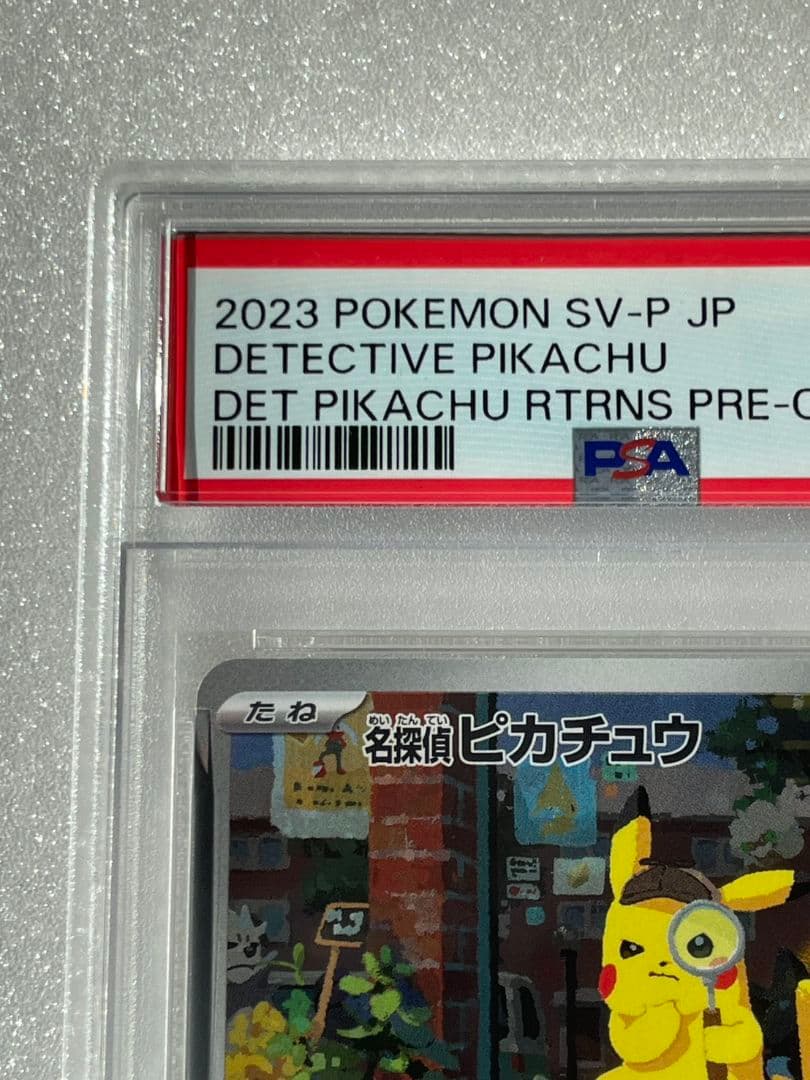 2023 POKEMON SV-P JP
DETECTIVE PIKACHU
DET PIKACHU RTRNS PRE-
PSA
たね
めいたんてい
名探偵ピカチュウ